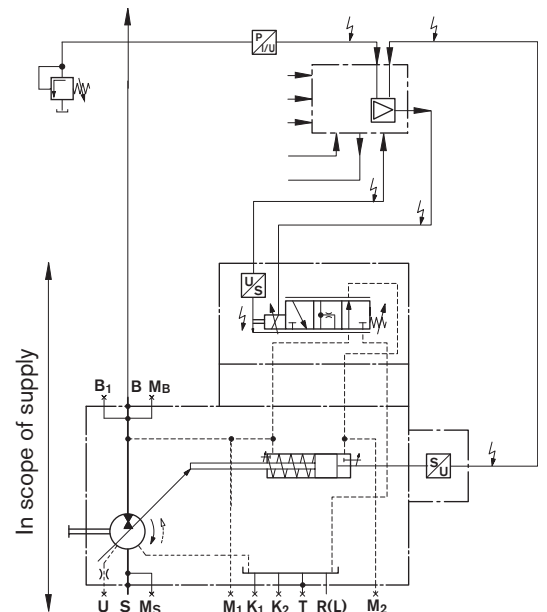 P
I/U
U
S
In scope of supply
B1 B MB
S
U
U S MS M1 K1 K2 T R(L) M2